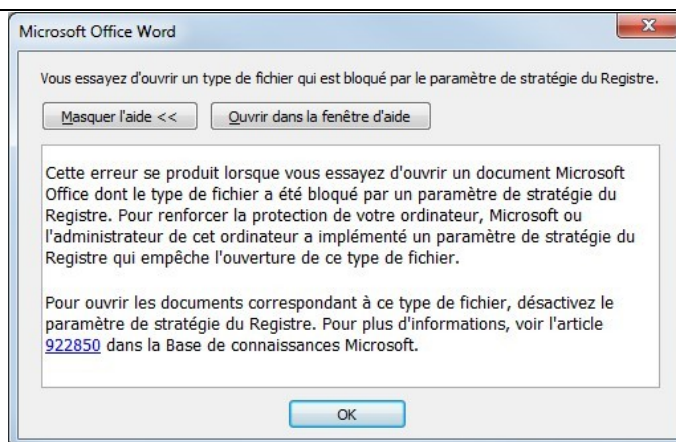 Microsoft Office Word
Vous essayez d'ouvrir un type de fichier qui est bloqué par le paramètre de stratégie du Registre.
Masquer l'aide << Ouvrir dans la fenêtre d'aide
Cette erreur se produit lorsque vous essayez d'ouvrir un document Microsoft
Office dont le type de fichier a été bloqué par un paramètre de stratégie du
Registre. Pour renforcer la protection de votre ordinateur, Microsoft ou
l'administrateur de cet ordinateur a implémenté un paramètre de stratégie du
Registre qui empêche l'ouverture de ce type de fichier.
Pour ouvrir les documents correspondant à ce type de fichier, désactivez le
paramètre de stratégie du Registre. Pour plus d'informations, voir l'article
922850 dans la Base de connaissances Microsoft.
OK